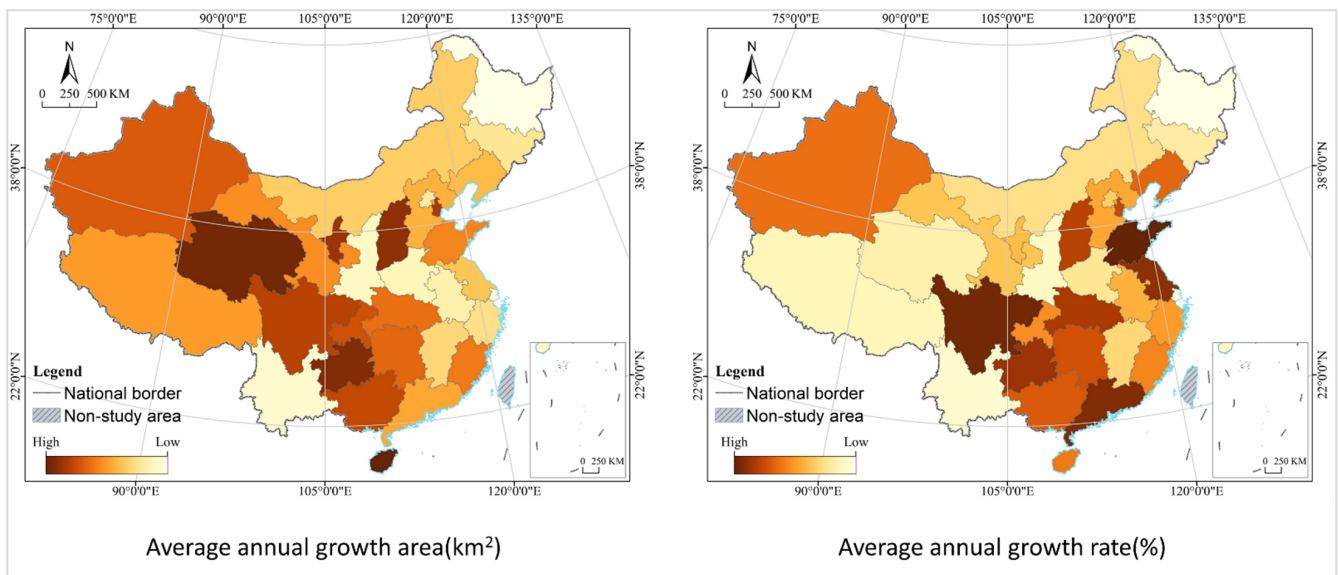 75°0'0"E 90°0'0"E 105°0'0"E 120°0'0"E 135°0'0"E
N
0 250 500 KM
38°0'0"N
38°0'0"N
22°0'0"N
22°0'0"N
Legend
National border
Non-study area
High Low
0 250 KM
90°0'0"E 105°0'0"E 120°0'0"E
Average annual growth area(km²)
75°0'0"E 90°0'0"E 105°0'0"E 120°0'0"E 135°0'0"E
N
0 250 500 KM
38°0'0"N
38°0'0"N
22°0'0"N
22°0'0"N
Legend
National border
Non-study area
High Low
0 250 KM
90°0'0"E 105°0'0"E 120°0'0"E
Average annual growth rate(%)